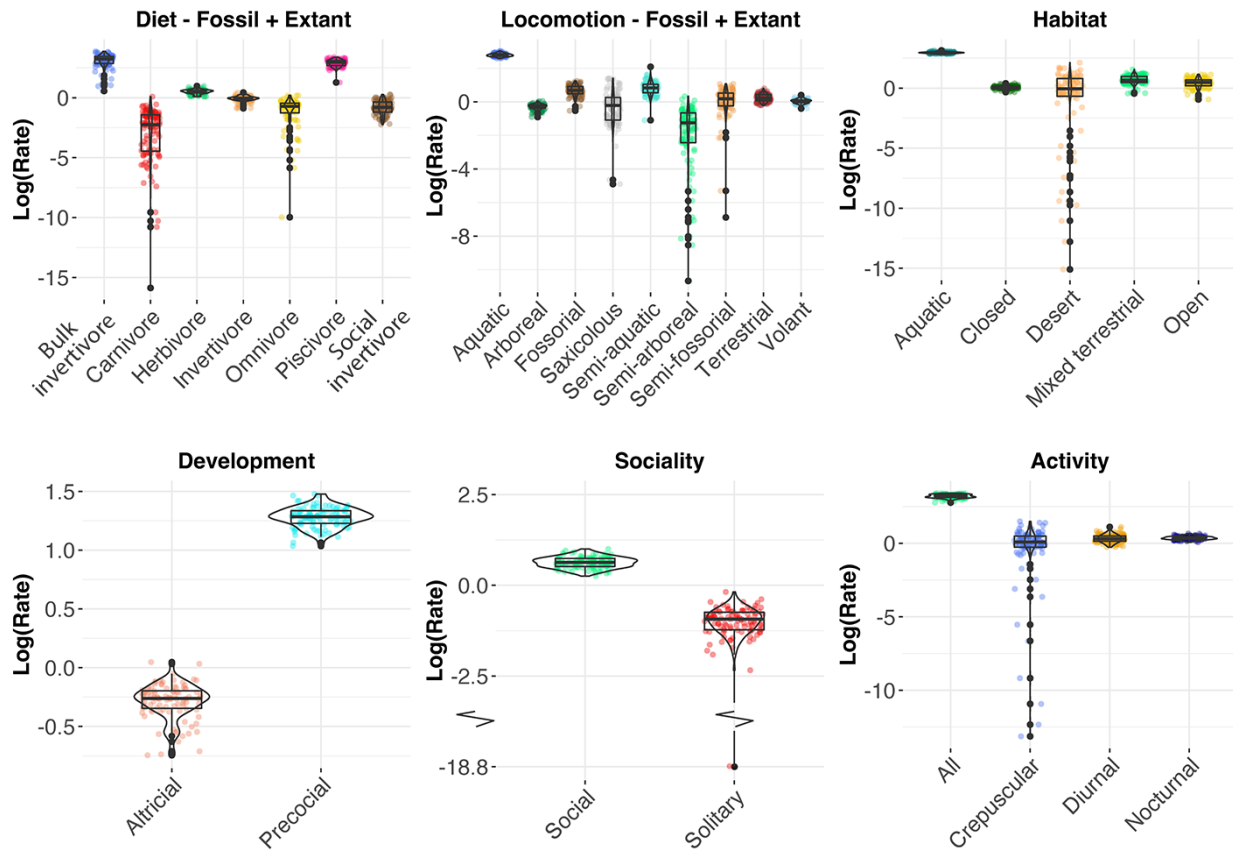 Diet - Fossil + Extant
Log(Rate)
0
-5
-10
-15
Bulk
invertivore
Carnivore
Herbivore
Invertivore
Omnivore
Piscivore
Social
invertivore
Locomotion - Fossil + Extant
Log(Rate)
0
-4
-8
Aquatic
Arboreal
Fossorial
Saxicolous
Semi-aquatic
Semi-arboreal
Semi-fossorial
Terrestrial
Volant
Habitat
Log(Rate)
0
-5
-10
-15
Aquatic
Closed
Desert
Mixed terrestrial
Open
Development
Log(Rate)
1.5
1.0
0.5
0.0
-0.5
Altricial
Precocial
Sociality
Log(Rate)
2.5
0.0
-2.5
-18.8
Social
Solitary
Activity
Log(Rate)
0
-5
-10
All
Crepuscular
Diurnal
Nocturnal